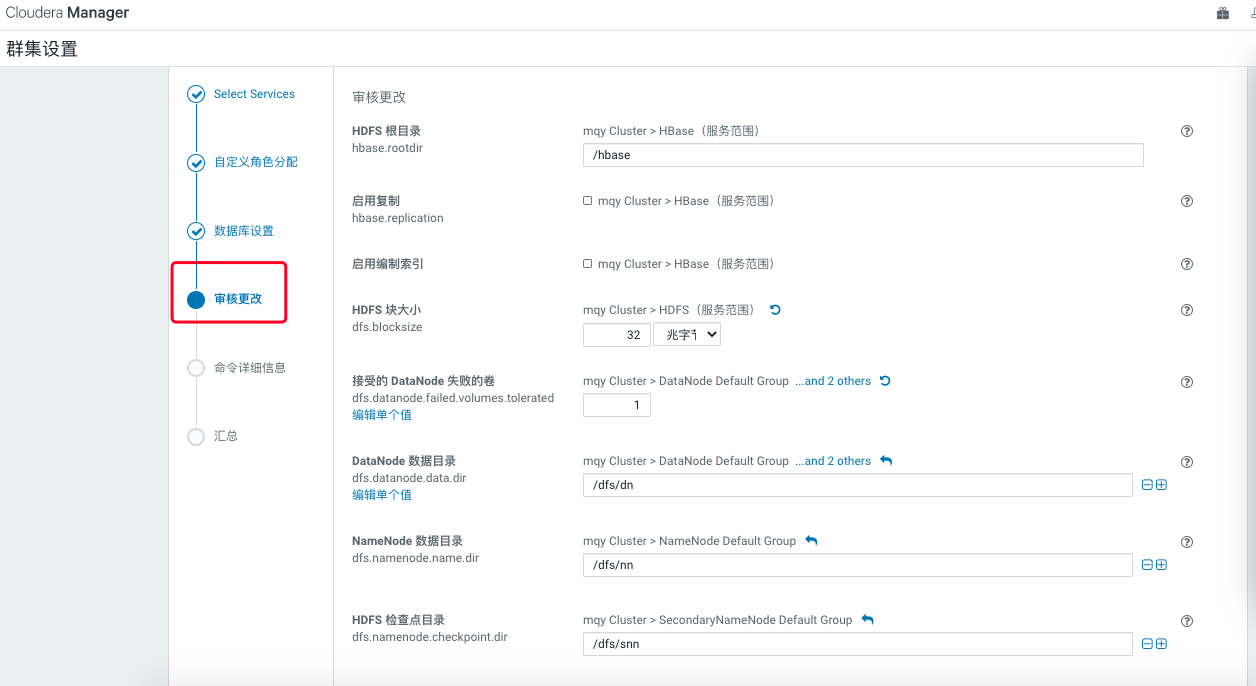 Cloudera Manager
群集设置
Select Services
自定义角色分配
数据库设置
审核更改
命令详细信息
汇总
审核更改
HDFS 根目录
hbase.rootdir
mqy Cluster > HBase（服务范围）
/hbase
启用复制
hbase.replication
mqy Cluster > HBase（服务范围）
启用编制索引
mqy Cluster > HBase（服务范围）
HDFS 块大小
dfs.blocksize
mqy Cluster > HDFS（服务范围）
32 兆字节
接受的 DataNode 失败的卷
dfs.datanode.failed.volumes.tolerated
编辑单个值
mqy Cluster > DataNode Default Group ...and 2 others
1
DataNode 数据目录
dfs.datanode.data.dir
编辑单个值
mqy Cluster > DataNode Default Group ...and 2 others
/dfs/dn
NameNode 数据目录
dfs.namenode.name.dir
mqy Cluster > NameNode Default Group
/dfs/nn
HDFS 检查点目录
dfs.namenode.checkpoint.dir
mqy Cluster > SecondaryNameNode Default Group
/dfs/snn